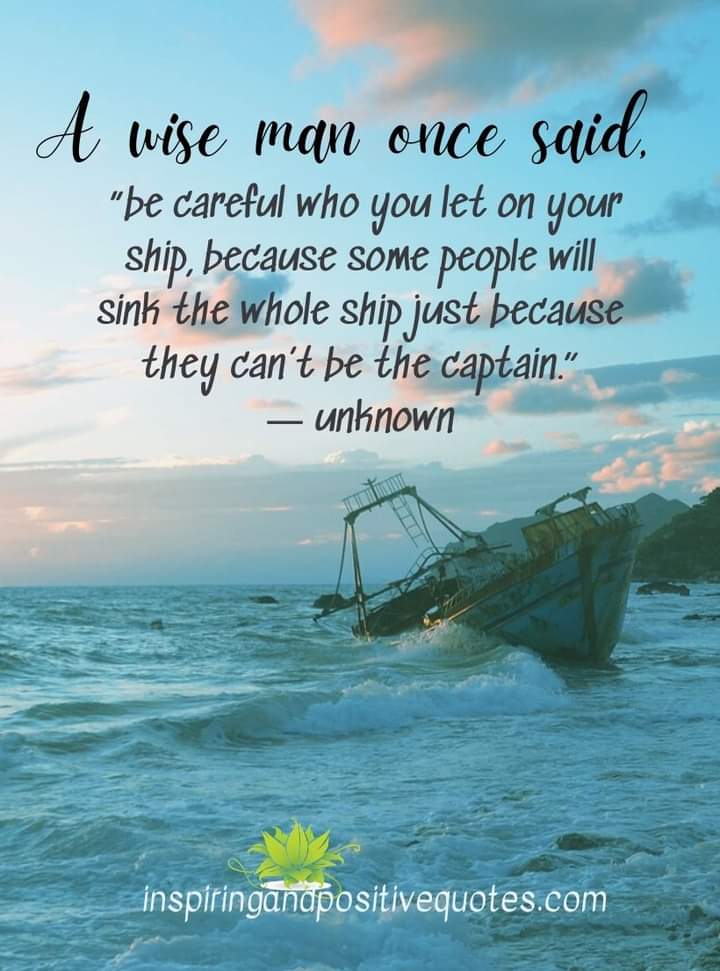 A wise man once said,
"be careful who you let on your
ship, because some people will
sink the whole ship just because
they can't be the captain."
— unknown
inspiringandpositivequotes.com